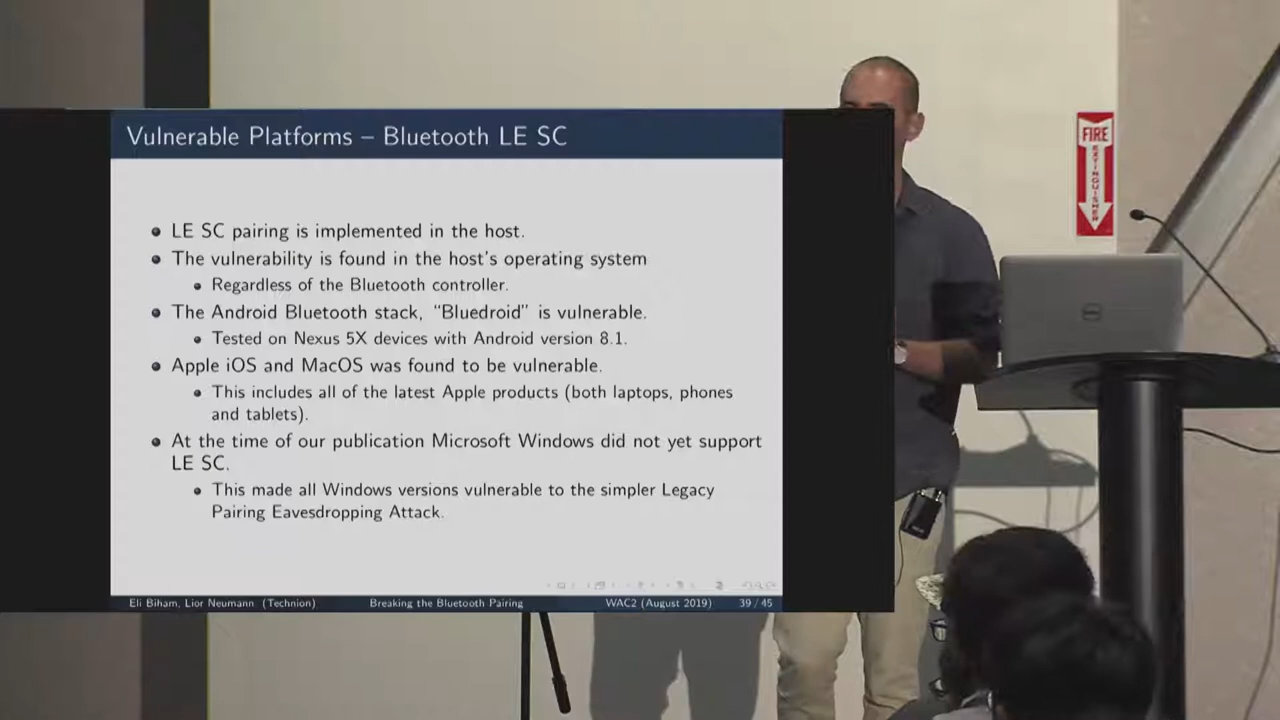 Vulnerable Platforms – Bluetooth LE SC
• LE SC pairing is implemented in the host.
• The vulnerability is found in the host's operating system
• Regardless of the Bluetooth controller.
• The Android Bluetooth stack, "Bluedroid" is vulnerable.
• Tested on Nexus 5X devices with Android version 8.1.
• Apple iOS and MacOS was found to be vulnerable.
• This includes all of the latest Apple products (both laptops, phones
and tablets).
• At the time of our publication Microsoft Windows did not yet support
LE SC.
• This made all Windows versions vulnerable to the simpler Legacy
Pairing Eavesdropping Attack.
Eli Biham, Lior Neumann (Technion) Breaking the Bluetooth Pairing WAC2 (August 2019) 39 / 45
FIRE
EXTINGUISHER
DELL